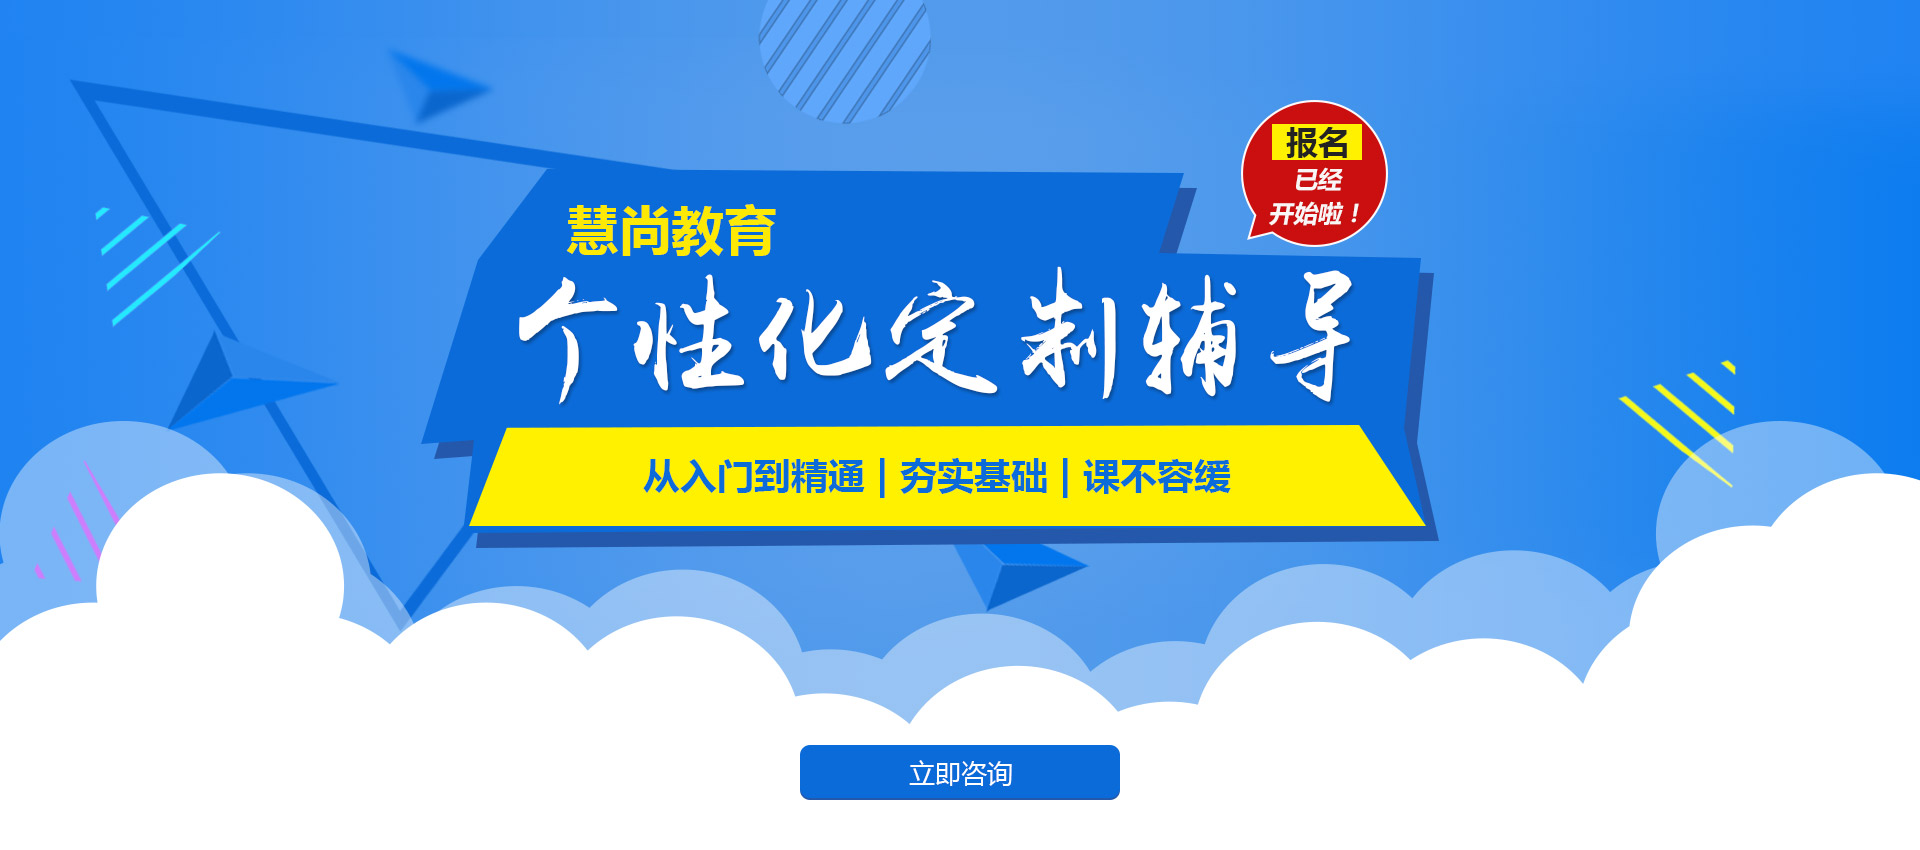 报名
已经
开始啦！
慧尚教育
个性化定制辅导
从入门到精通|夯实基础|课不容缓
立即咨询